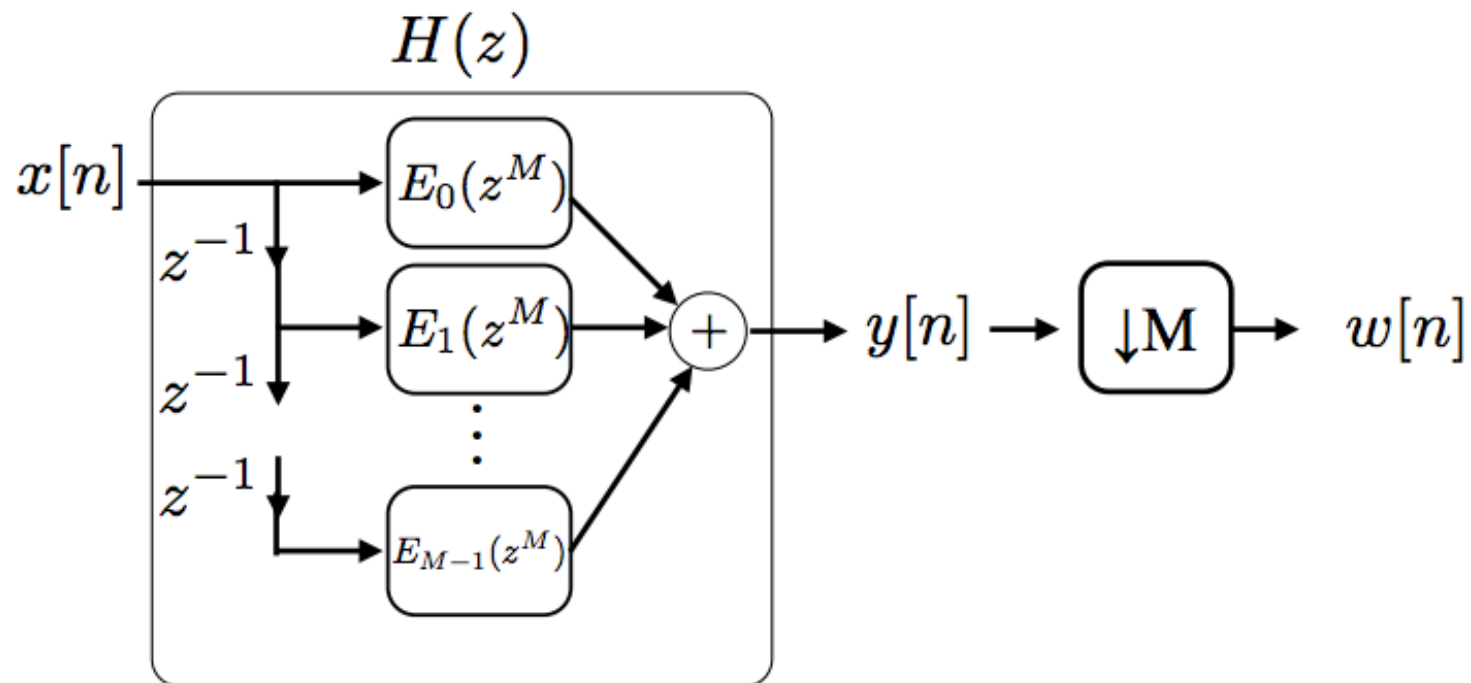 H(z)
x[n]
E_0(z^M)
z^{-1}
E_1(z^M)
+
y[n]
↓M
w[n]
z^{-1}
⋮
z^{-1}
E_{M-1}(z^M)